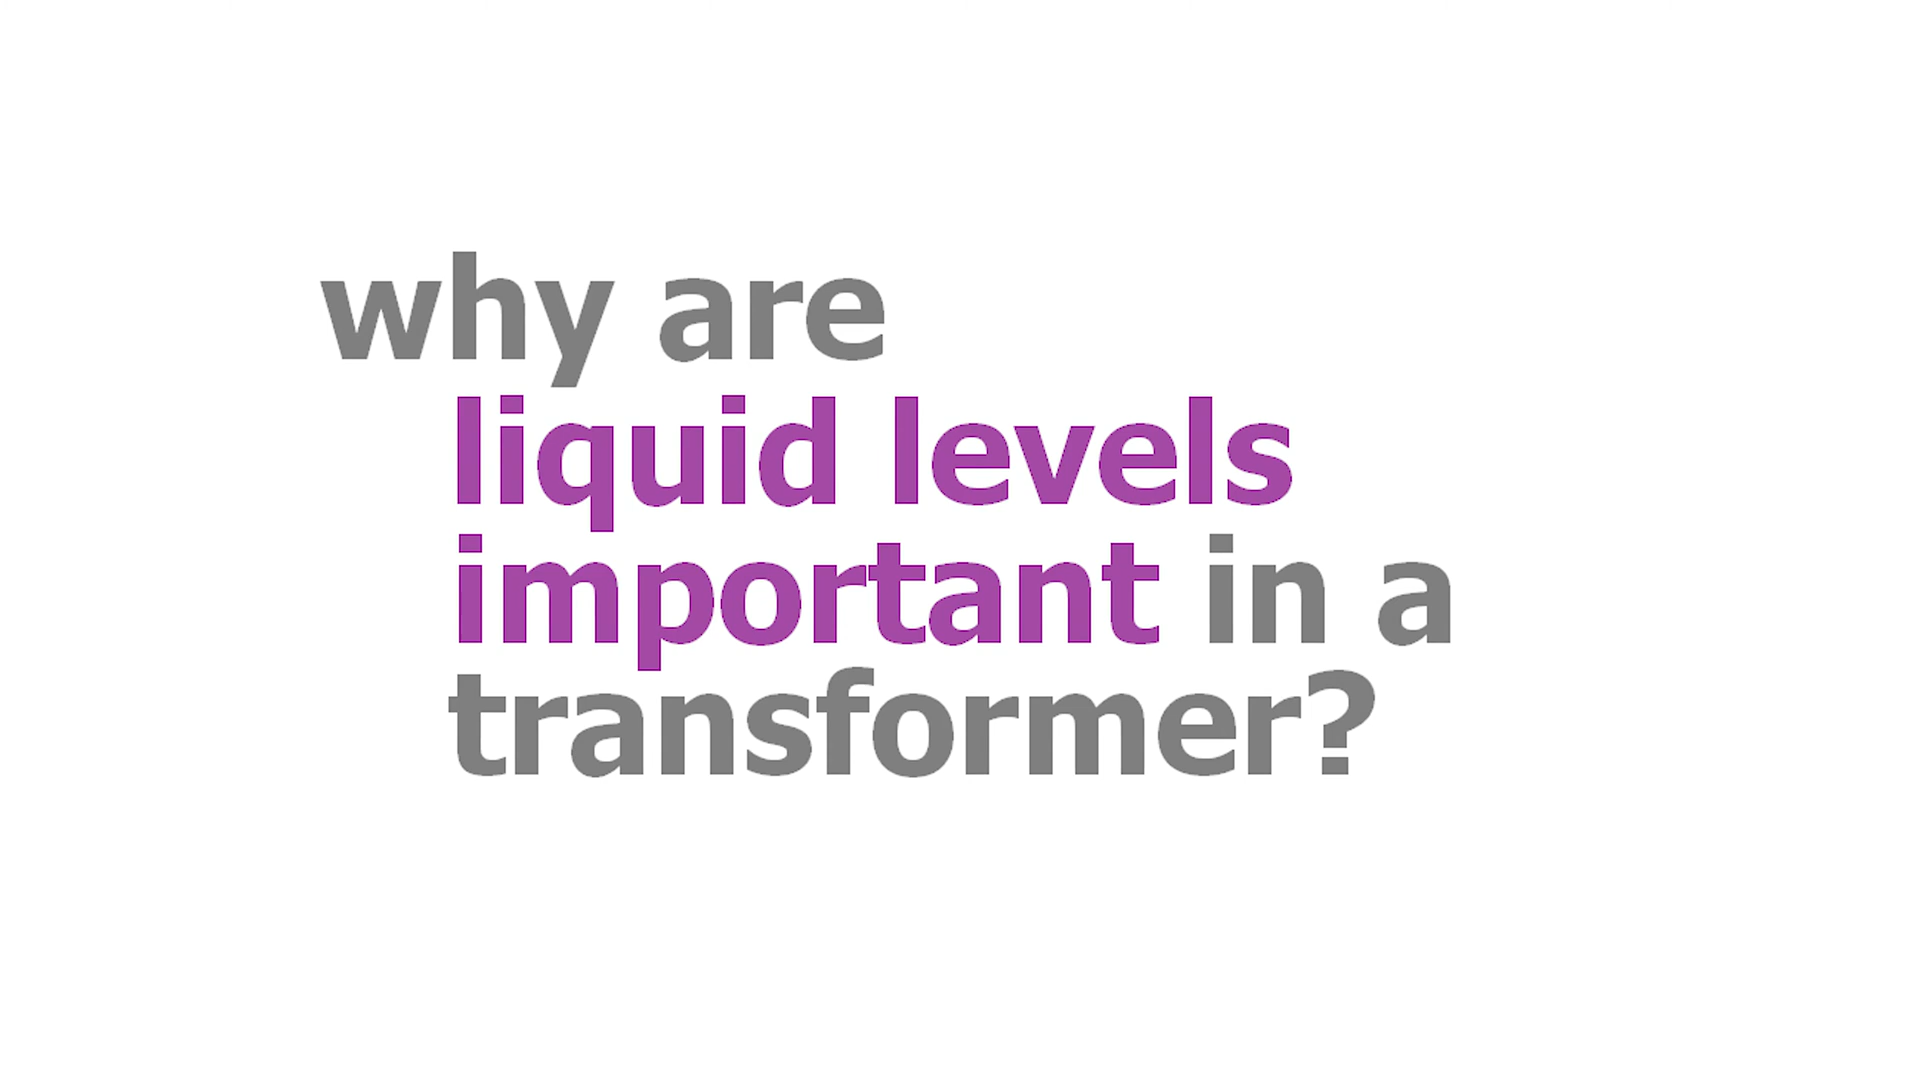 why are
liquid levels
important in a
transformer?